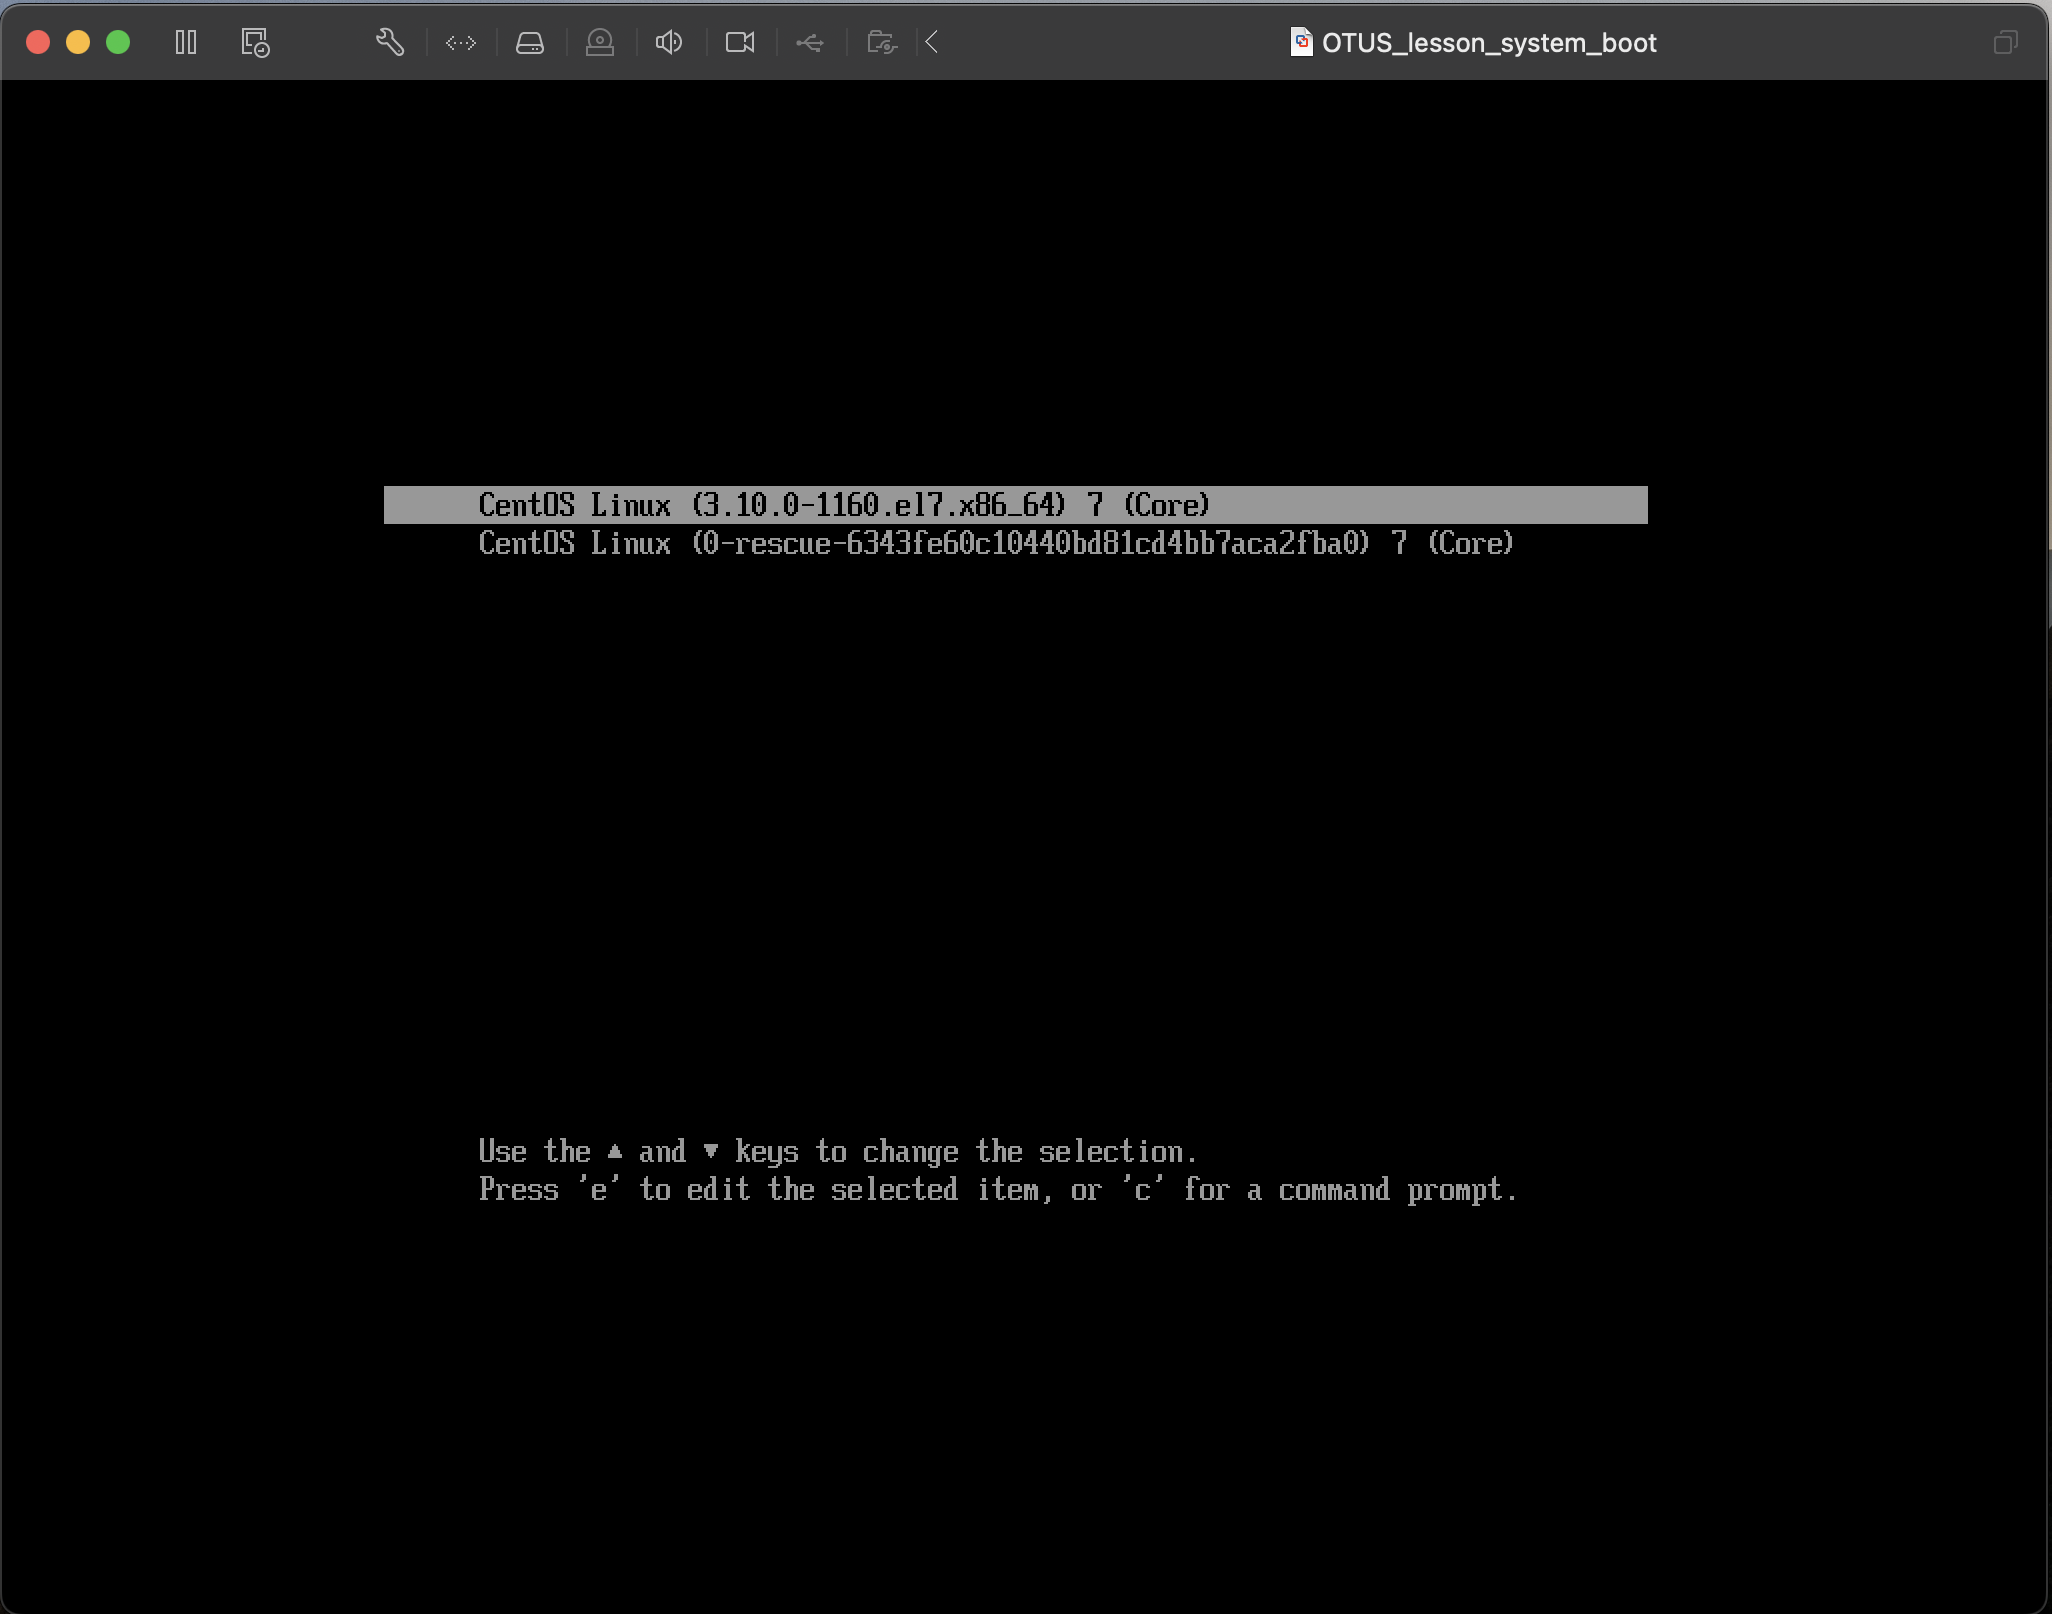 OTUS_lesson_system_boot
CentOS Linux (3.10.0-1160.el7.x86_64) 7 (Core)
CentOS Linux (0-rescue-6343fe60c10440bd81cd4bb7aca2fba0) 7 (Core)
Use the ▲ and ▼ keys to change the selection.
Press 'e' to edit the selected item, or 'c' for a command prompt.